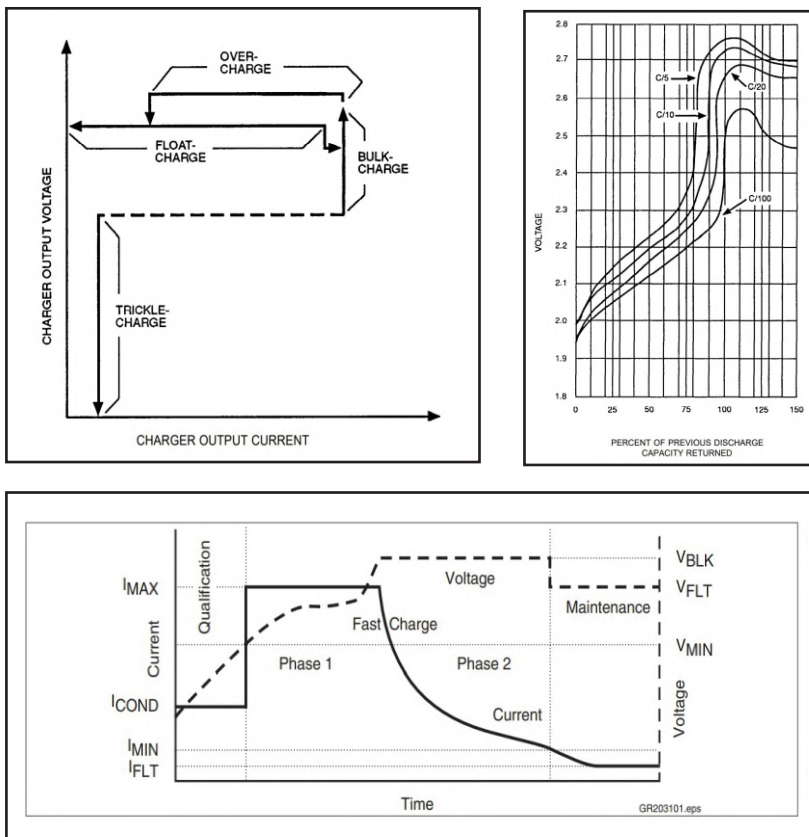 OVER-
CHARGE
FLOAT-
CHARGE
BULK-
CHARGE
TRICKLE-
CHARGE
CHARGER OUTPUT VOLTAGE
CHARGER OUTPUT CURRENT
2.8
2.7
2.6
2.5
2.4
2.3
2.2
2.1
2.0
1.9
1.8
VOLTAGE
C/5
C/10
C/20
C/100
0 25 50 75 100 125 150
PERCENT OF PREVIOUS DISCHARGE
CAPACITY RETURNED
Qualification
IMAX
Current
ICOND
IMIN
IFLT
Fast Charge
Phase 1
Phase 2
Voltage
Current
Maintenance
VBLK
VFLT
VMIN
Voltage
Time
GR203101.eps